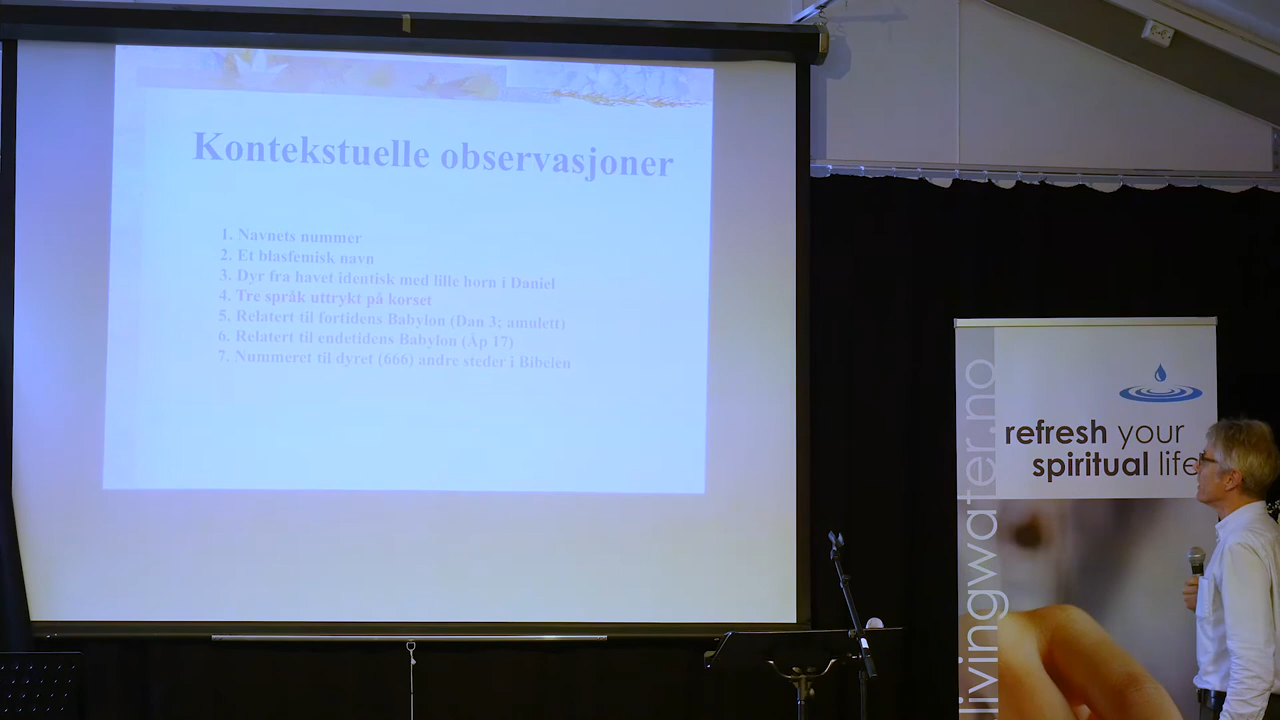 Kontekstuelle observasjoner
1. Navnets nummer
2. Et blasfemisk navn
3. Dyr fra havet identisk med lille horn i Daniel
4. Tre språk uttrykt på korset
5. Relatert til fortidens Babylon (Dan 3; amulett)
6. Relatert til endetidens Babylon (Åp 17)
7. Nummeret til dyret (666) andre steder i Bibelen
refresh your
spiritual life
livingwater.no